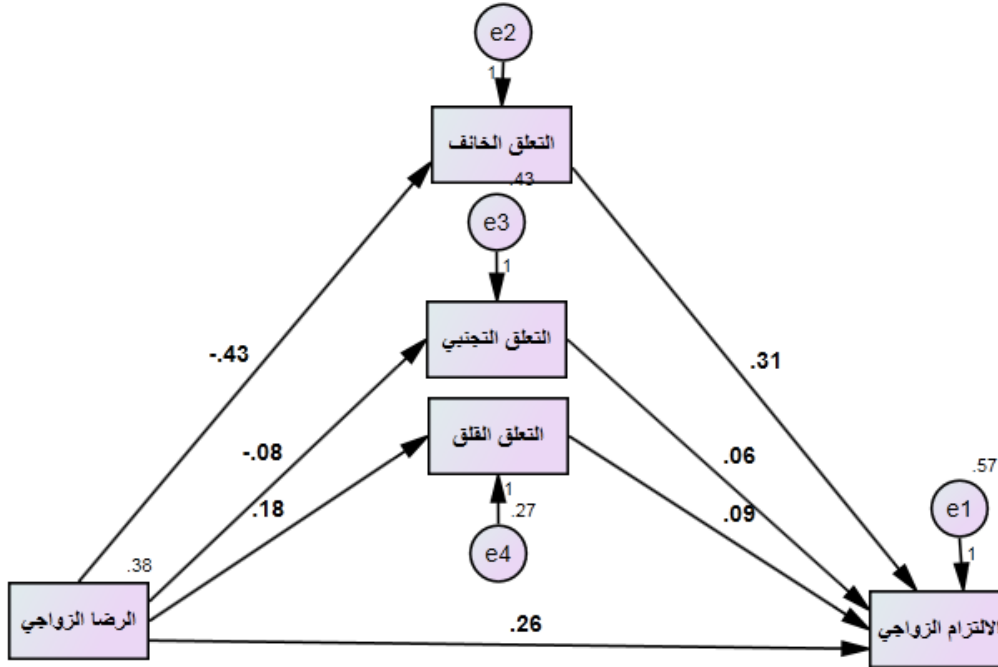 e2
1
التعلق الخائف
.43
e3
1
التعلق التجنبي
-.43
.31
التعلق القلق
-.08
.06
.18
.09
1
.27
e4
.57
e1
1
.38
الرضا الزواجي
.26
الالتزام الزواجي